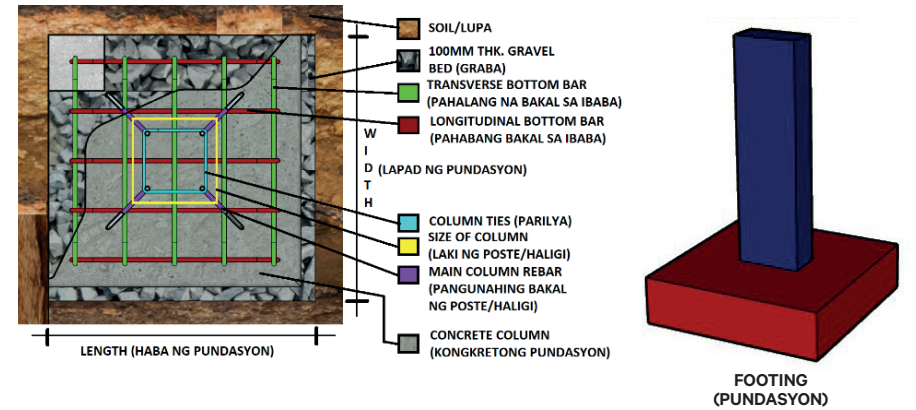 SOIL/LUPA
100MM THK. GRAVEL
BED (GRABA)
TRANSVERSE BOTTOM BAR
(PAHALANG NA BAKAL SA IBABA)
LONGITUDINAL BOTTOM BAR
(PAHABANG BAKAL SA IBABA)
WIDTH
(LAPAD NG PUNDASYON)
COLUMN TIES (PARILYA)
SIZE OF COLUMN
(LAKI NG POSTE/HALIGI)
MAIN COLUMN REBAR
(PANGUNAHING BAKAL
NG POSTE/HALIGI)
CONCRETE COLUMN
(KONGKRETONG PUNDASYON)
LENGTH (HABA NG PUNDASYON)
FOOTING
(PUNDASYON)